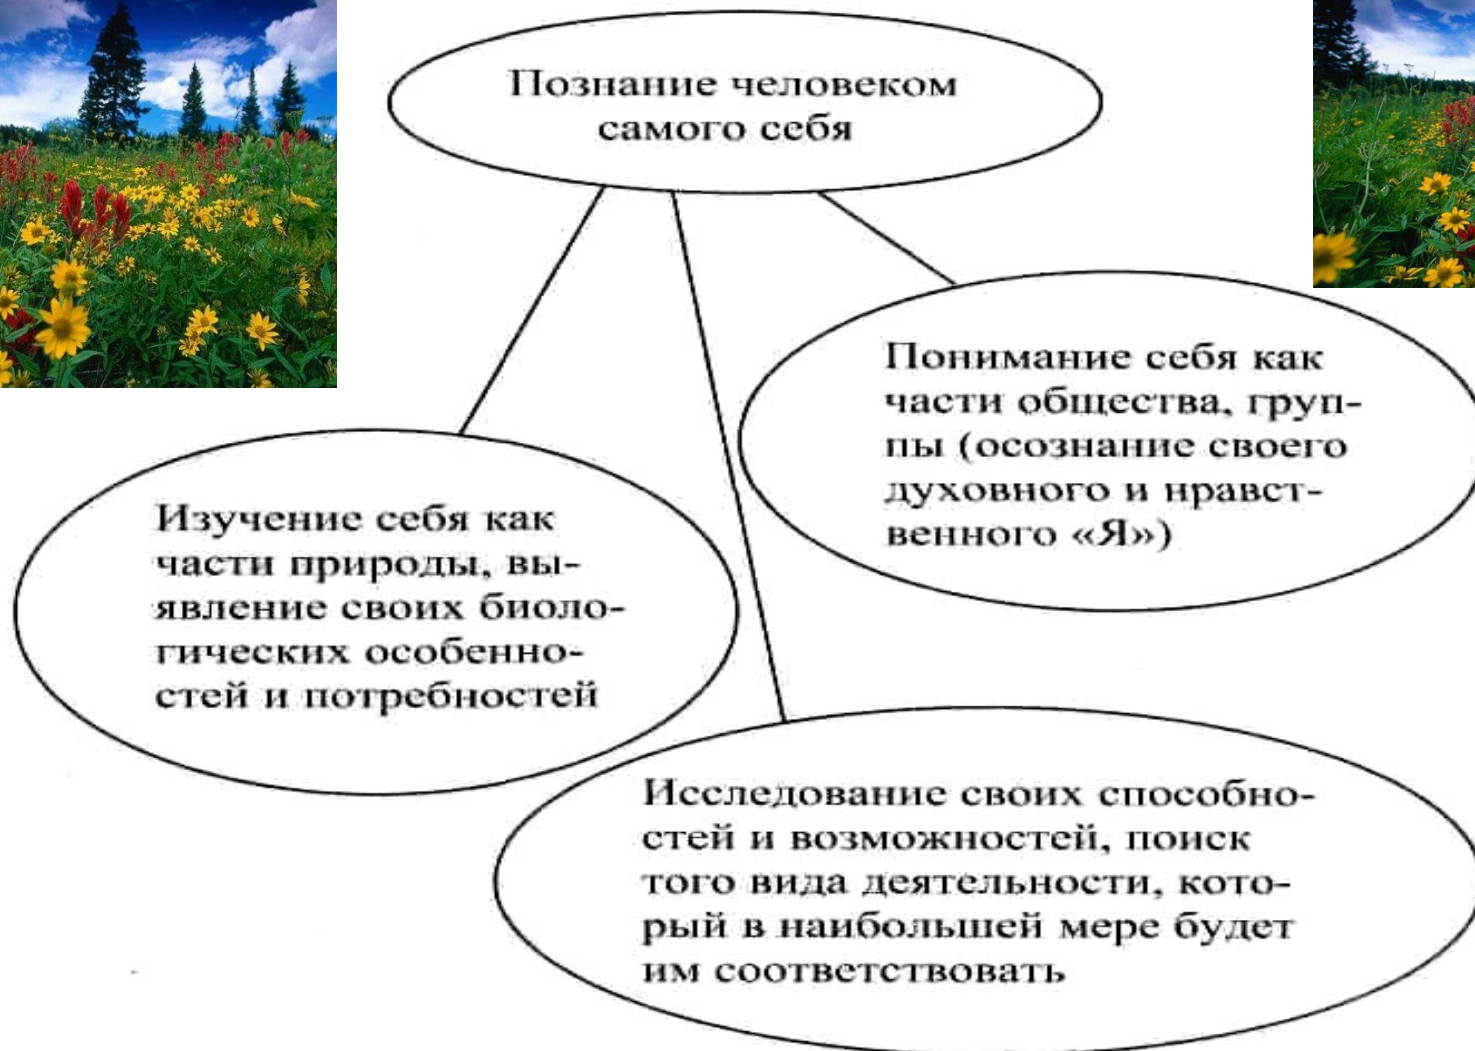 Познание человеком
самого себя
Понимание себя как
части общества, груп-
пы (осознание своего
духовного и нравст-
венного «Я»)
Изучение себя как
части природы, вы-
явление своих биоло-
гических особенно-
стей и потребностей
Исследование своих способно-
стей и возможностей, поиск
того вида деятельности, кото-
рый в наибольшей мере будет
им соответствовать